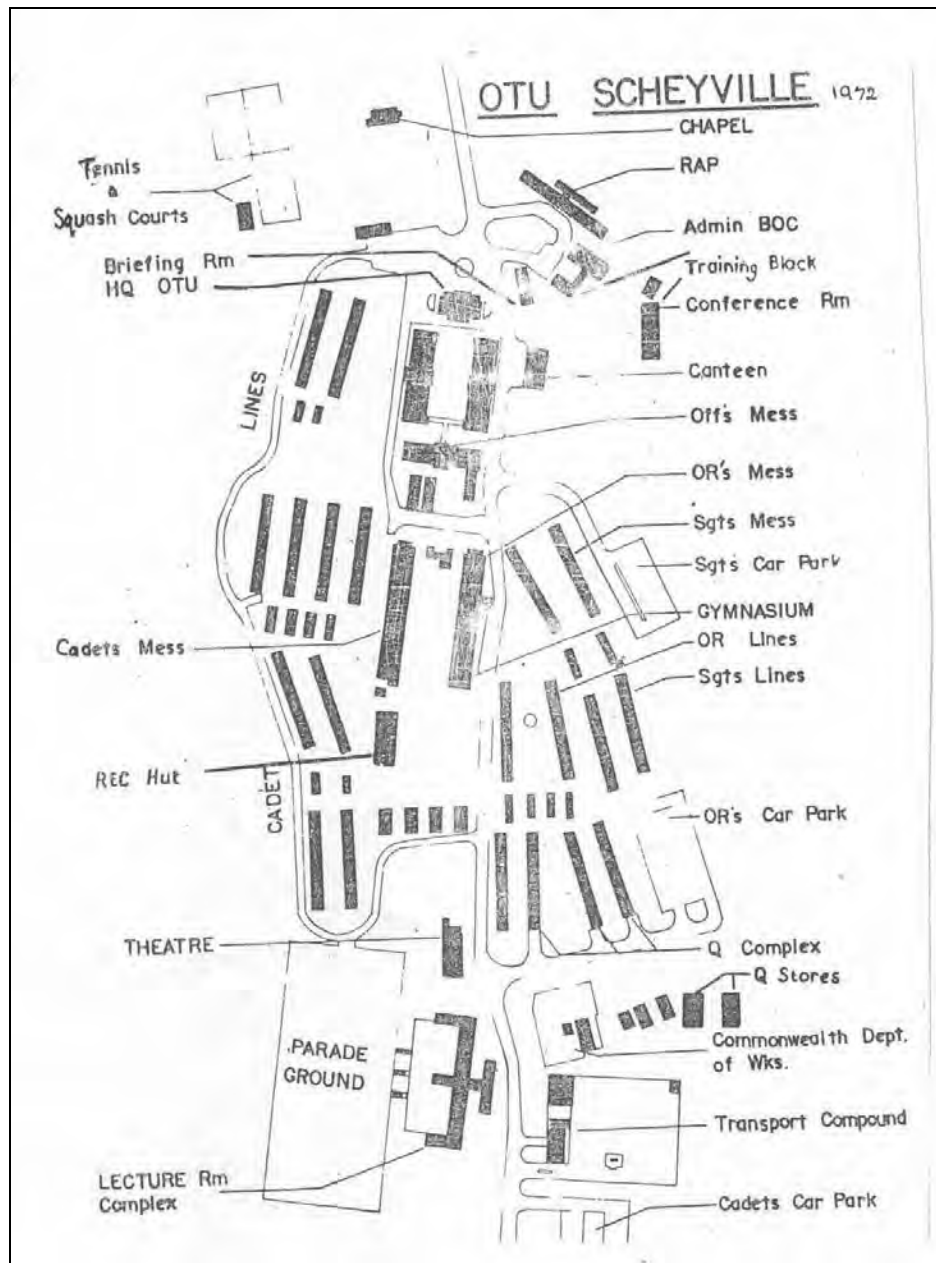 OTU SCHEYVILLE 1972
CHAPEL
RAP
Tennis
&
Squash Courts
Admin BOC
Briefing Rm
HQ OTU
Training Block
Conference Rm
Canteen
LINES
Off's Mess
OR's Mess
Sgts Mess
Sgt's Car Park
GYMNASIUM
Cadets Mess
OR Lines
Sgts Lines
REC Hut
CADET
OR's Car Park
THEATRE
Q Complex
Q Stores
PARADE
GROUND
Commonwealth Dept.
of Wks.
Transport Compound
LECTURE Rm
Complex
Cadets Car Park